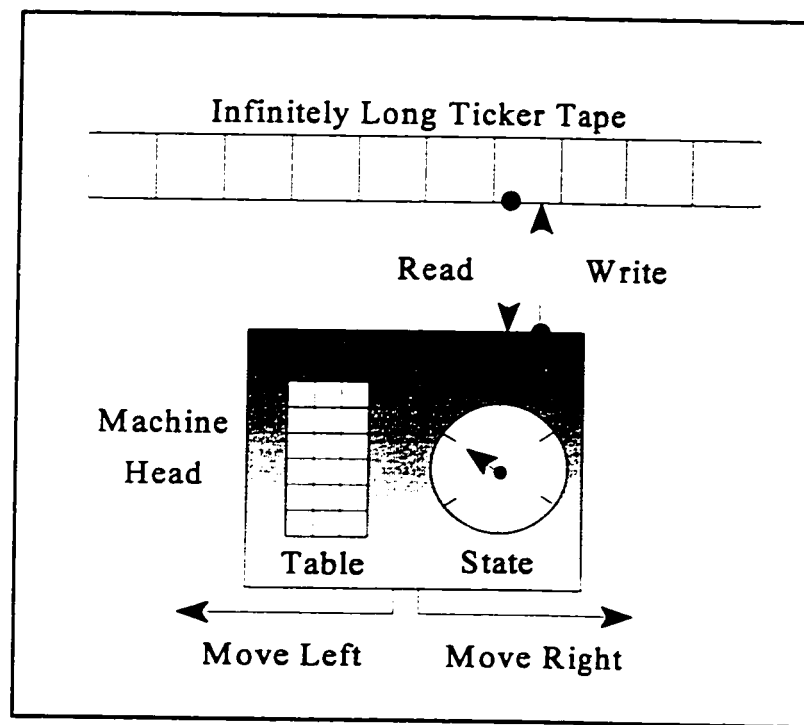 Infinitely Long Ticker Tape
Read Write
Machine
Head
Table State
Move Left Move Right